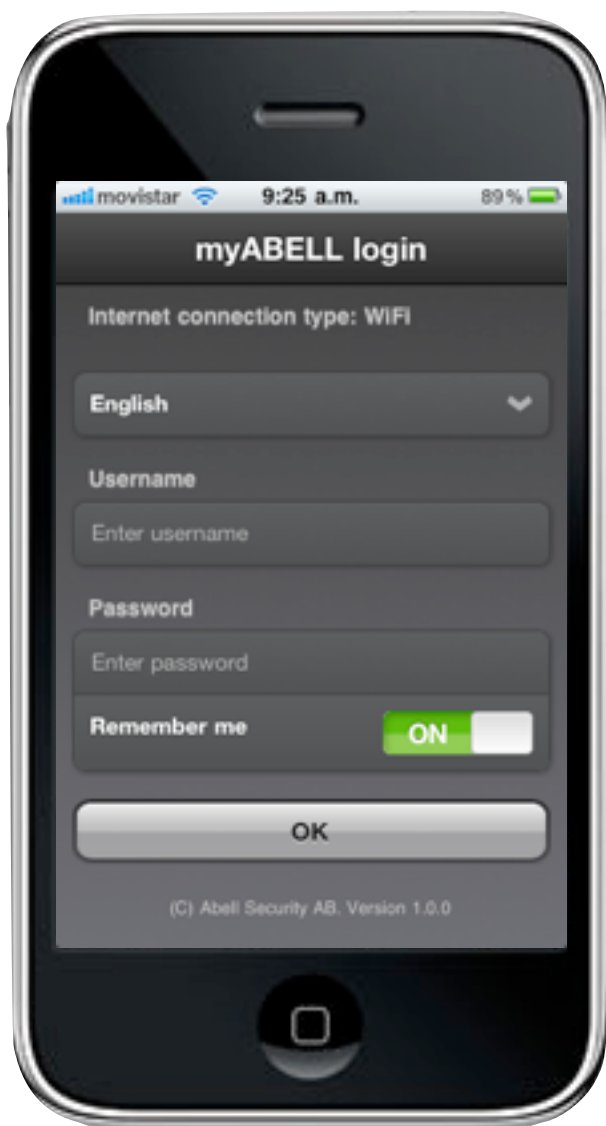 movistar 9:25 a.m. 89%
myABELL login
Internet connection type: WiFi
English
Username
Enter username
Password
Enter password
Remember me ON
OK
(C) Abell Security AB. Version 1.0.0